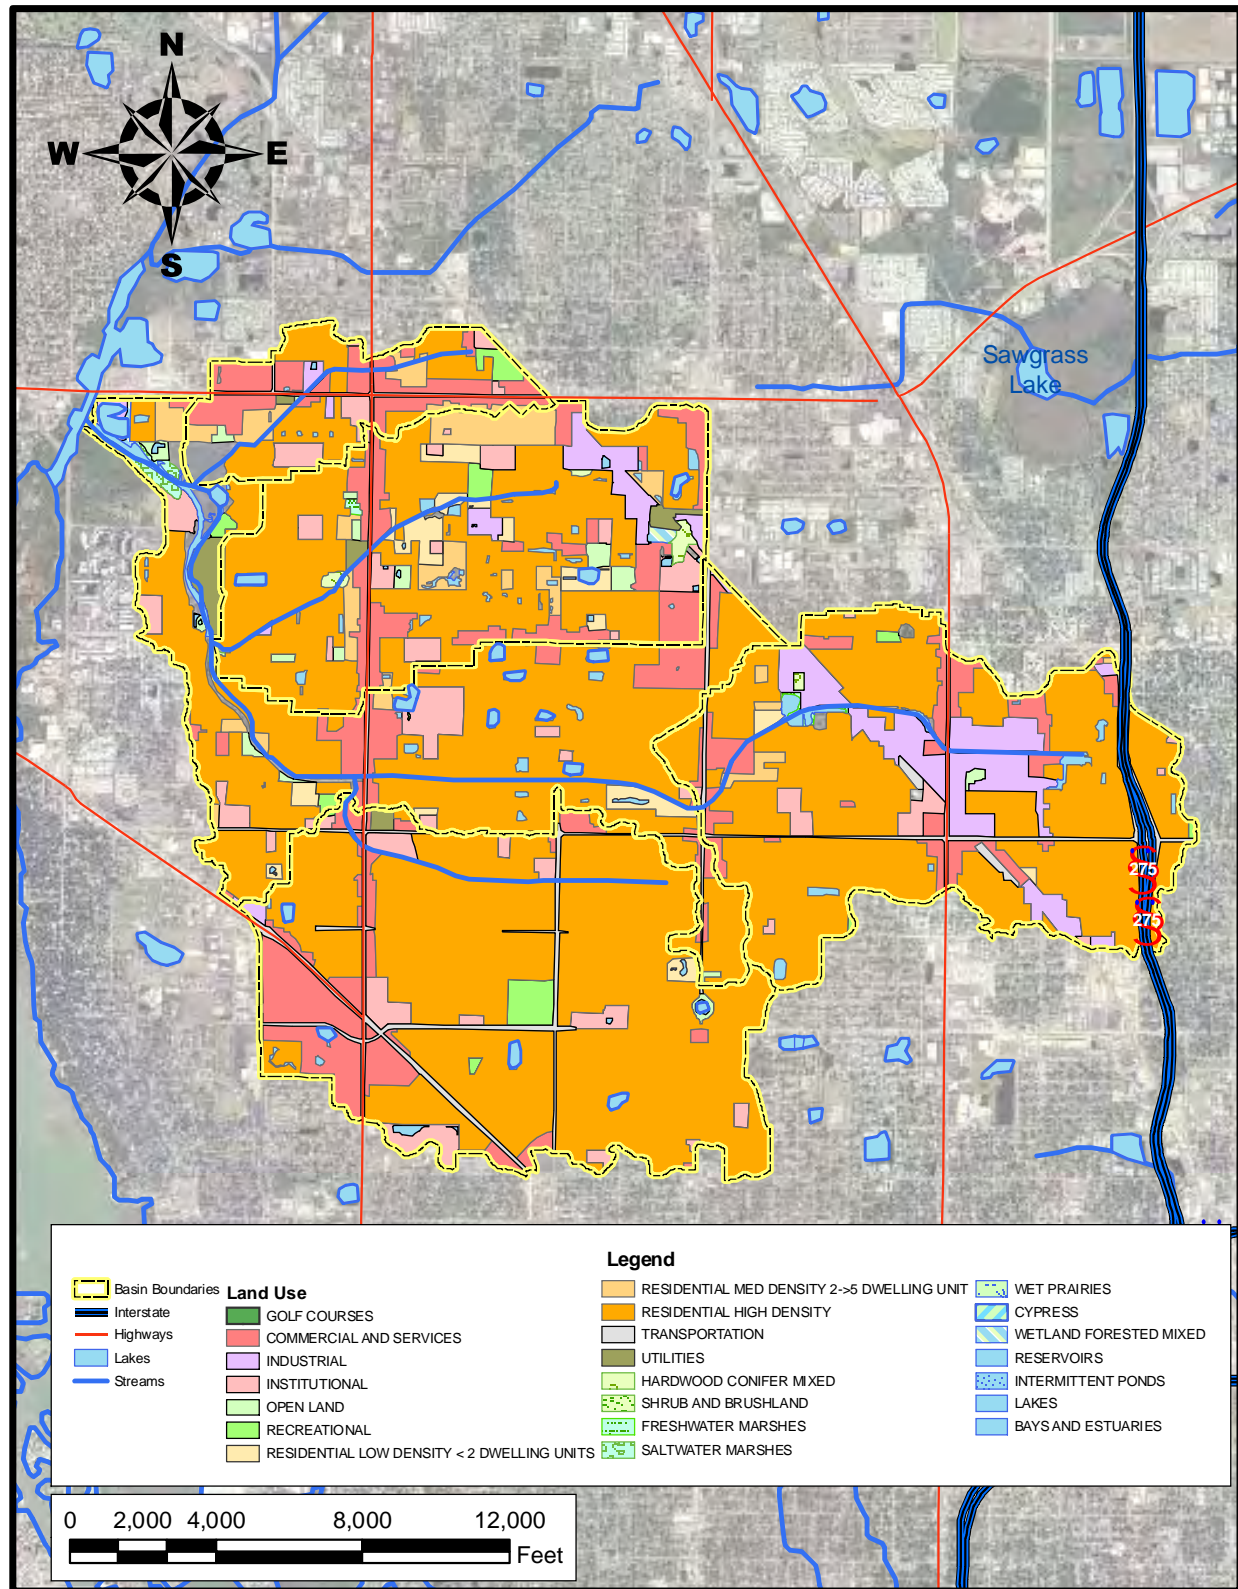 N
W E
S
Sawgrass
Lake
275
275
Legend
Basin Boundaries
Interstate
Highways
Lakes
Streams
Land Use
GOLF COURSES
COMMERCIAL AND SERVICES
INDUSTRIAL
INSTITUTIONAL
OPEN LAND
RECREATIONAL
RESIDENTIAL LOW DENSITY < 2 DWELLING UNITS
RESIDENTIAL MED DENSITY 2->5 DWELLING UNIT
RESIDENTIAL HIGH DENSITY
TRANSPORTATION
UTILITIES
HARDWOOD CONIFER MIXED
SHRUB AND BRUSHLAND
FRESHWATER MARSHES
SALTWATER MARSHES
WET PRAIRIES
CYPRESS
WETLAND FORESTED MIXED
RESERVOIRS
INTERMITTENT PONDS
LAKES
BAYS AND ESTUARIES
0 2,000 4,000 8,000 12,000
Feet